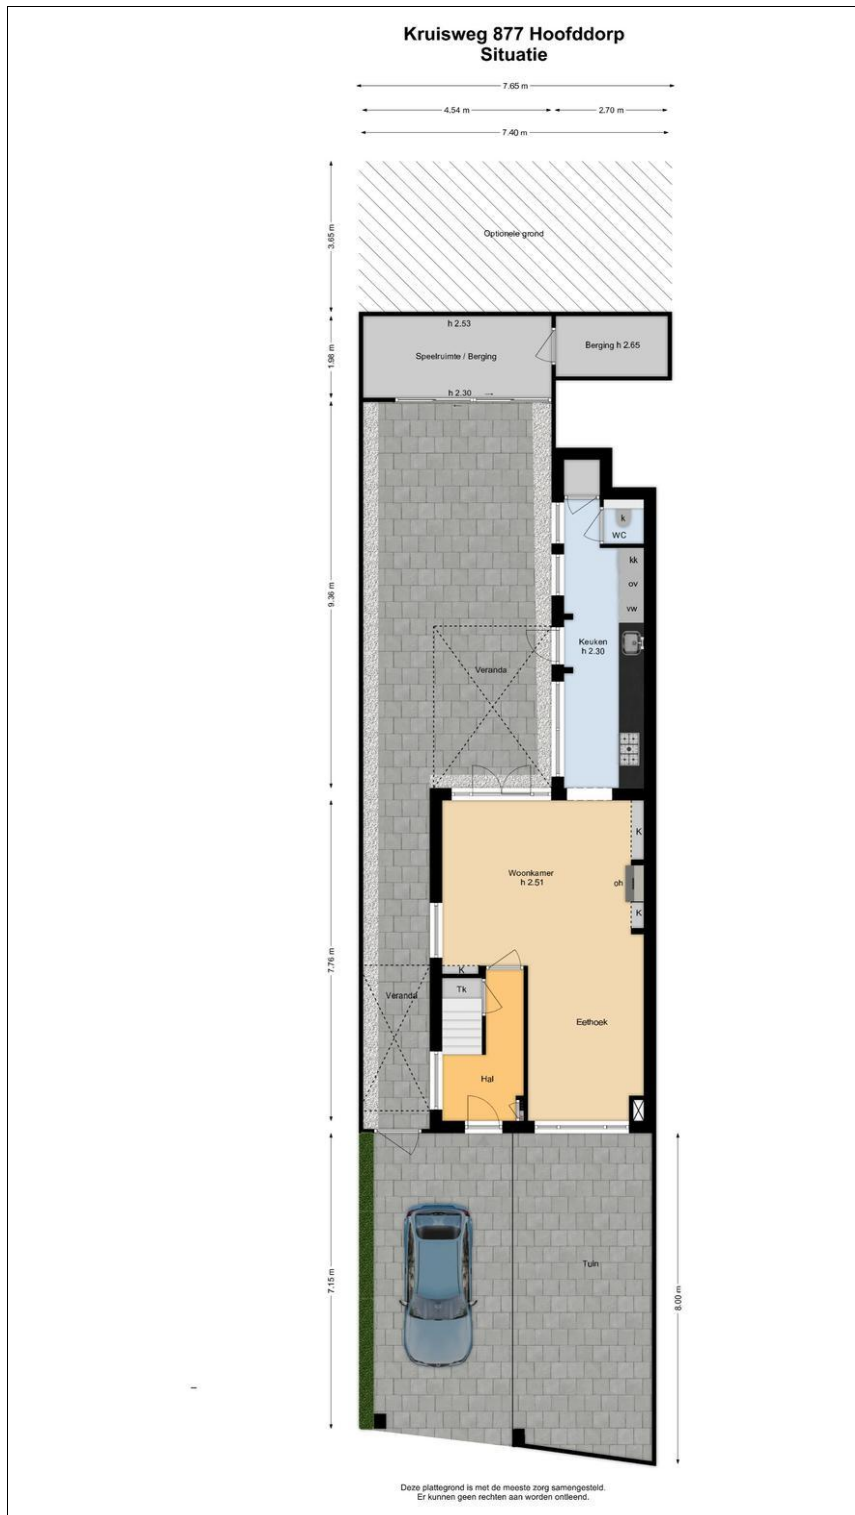 Kruisweg 877 Hoofddorp
Situatie
7.65 m
4.54 m
2.70 m
7.40 m
3.65 m
Optionele grond
1.98 m
h 2.53
Speelruimte / Berging
Berging h 2.65
h 2.30
9.36 m
k
WC
kk
ov
vw
Keuken
h 2.30
Veranda
7.76 m
K
Woonkamer
h 2.51
oh
K
K
Tk
Veranda
Eethoek
Hal
7.15 m
Tuin
8.00 m
Deze plattegrond is met de meeste zorg samengesteld.
Er kunnen geen rechten aan worden ontleend.